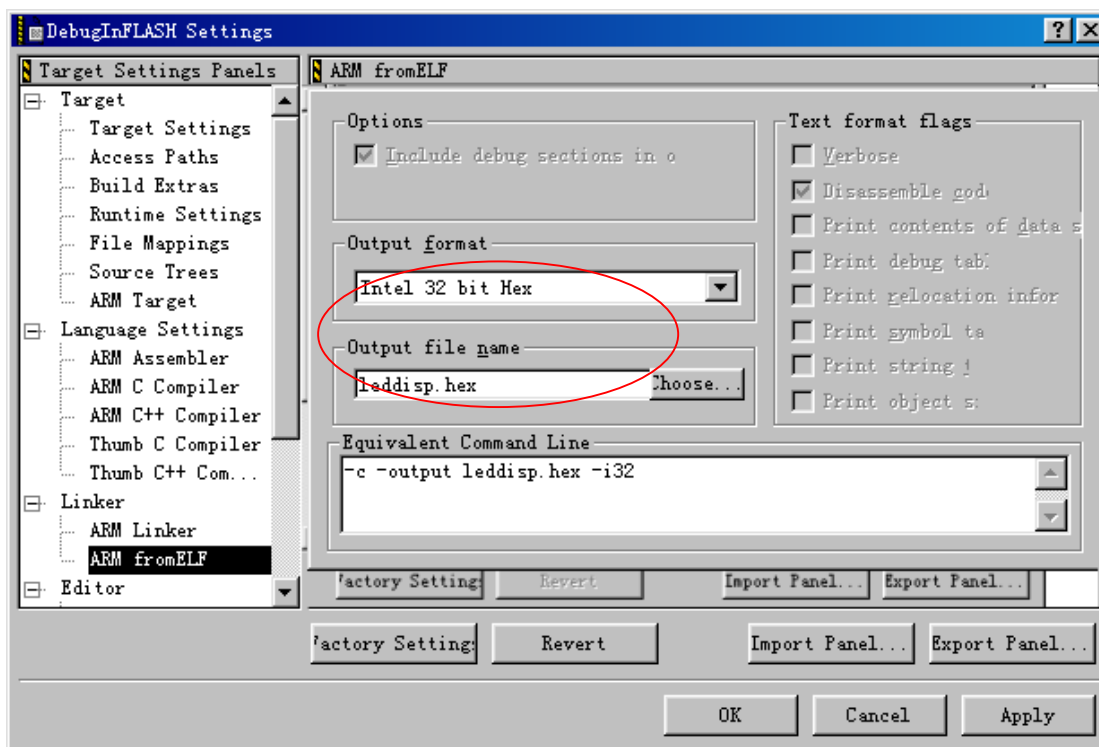 DebugInFLASH Settings
Target Settings Panels
Target
Target Settings
Access Paths
Build Extras
Runtime Settings
File Mappings
Source Trees
ARM Target
Language Settings
ARM Assembler
ARM C Compiler
ARM C++ Compiler
Thumb C Compiler
Thumb C++ Com...
Linker
ARM Linker
ARM fromELF
Editor
ARM fromELF
Options
Include debug sections in o
Output format
Intel 32 bit Hex
Output file name
leddisp.hex
Choose...
Text format flags
Verbose
Disassemble cod
Print contents of data s
Print debug tabl
Print relocation infor
Print symbol ta
Print string
Print object s
Equivalent Command Line
-c -output leddisp.hex -i32
Factory Setting Revert Import Panel... Export Panel...
Factory Setting Revert Import Panel... Export Panel...
OK Cancel Apply